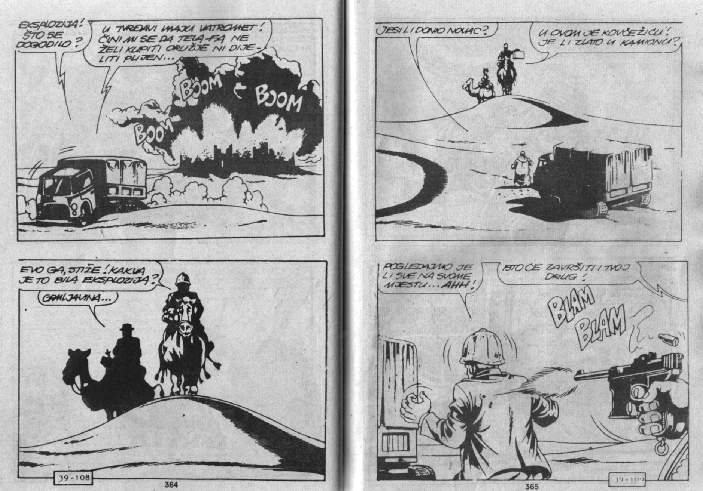 EKSPLOZIJA!
ŠTO SE
DOGODILO?
U TVRĐAVI IMAJU VATROMET!
ČINI MI SE DA TELA-FA NE
ŽELI KUPITI ORUŽJE NI DIJE-
LITI PLIJEN...
BOOM
BOOM
BOOM
EVO GA, STIŽE! KAKVA
JE TO BILA EKSPLOZIJA?
GRMLJAVINA...
39-108
364
JESI LI DONIO NOVAC?
U OVOM JE KOVČEŽIĆU!
JE LI ZLATO U KAMIONU?
POGLEDAJMO JE
LI SVE NA SVOME
MJESTU... AHH!
ISTO ĆE ZAVRŠITI I TVOJ
DRUG!
BLAM
BLAM
365